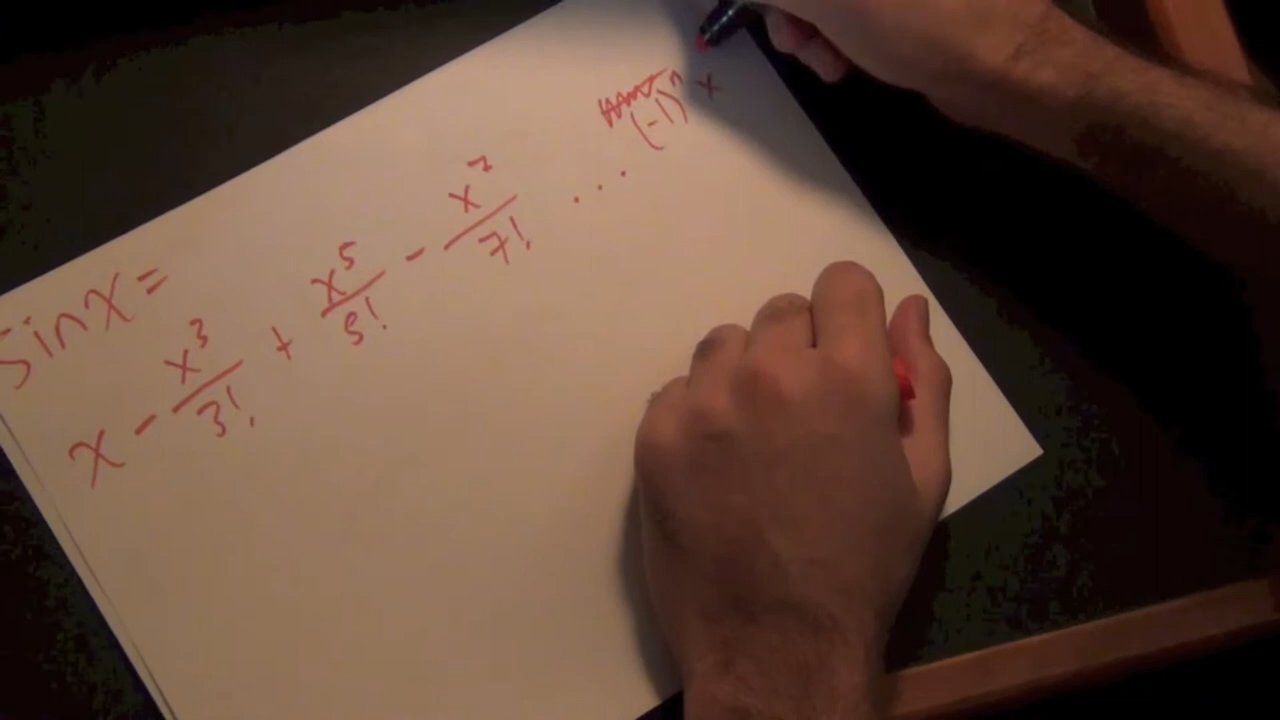 sin x =
x - x³/3! + x⁵/5! - x⁷/7! ... (-1)ⁿ x